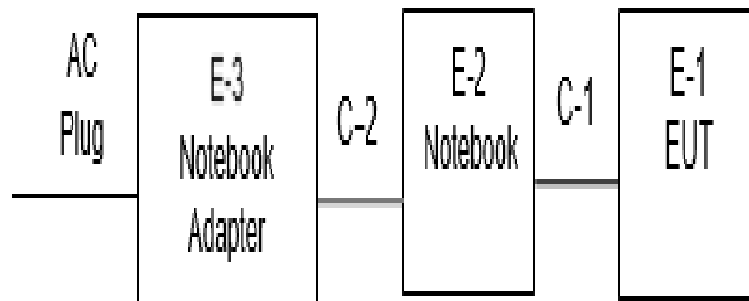 AC
Plug
E-3
Notebook
Adapter
C-2
E-2
Notebook
C-1
E-1
EUT